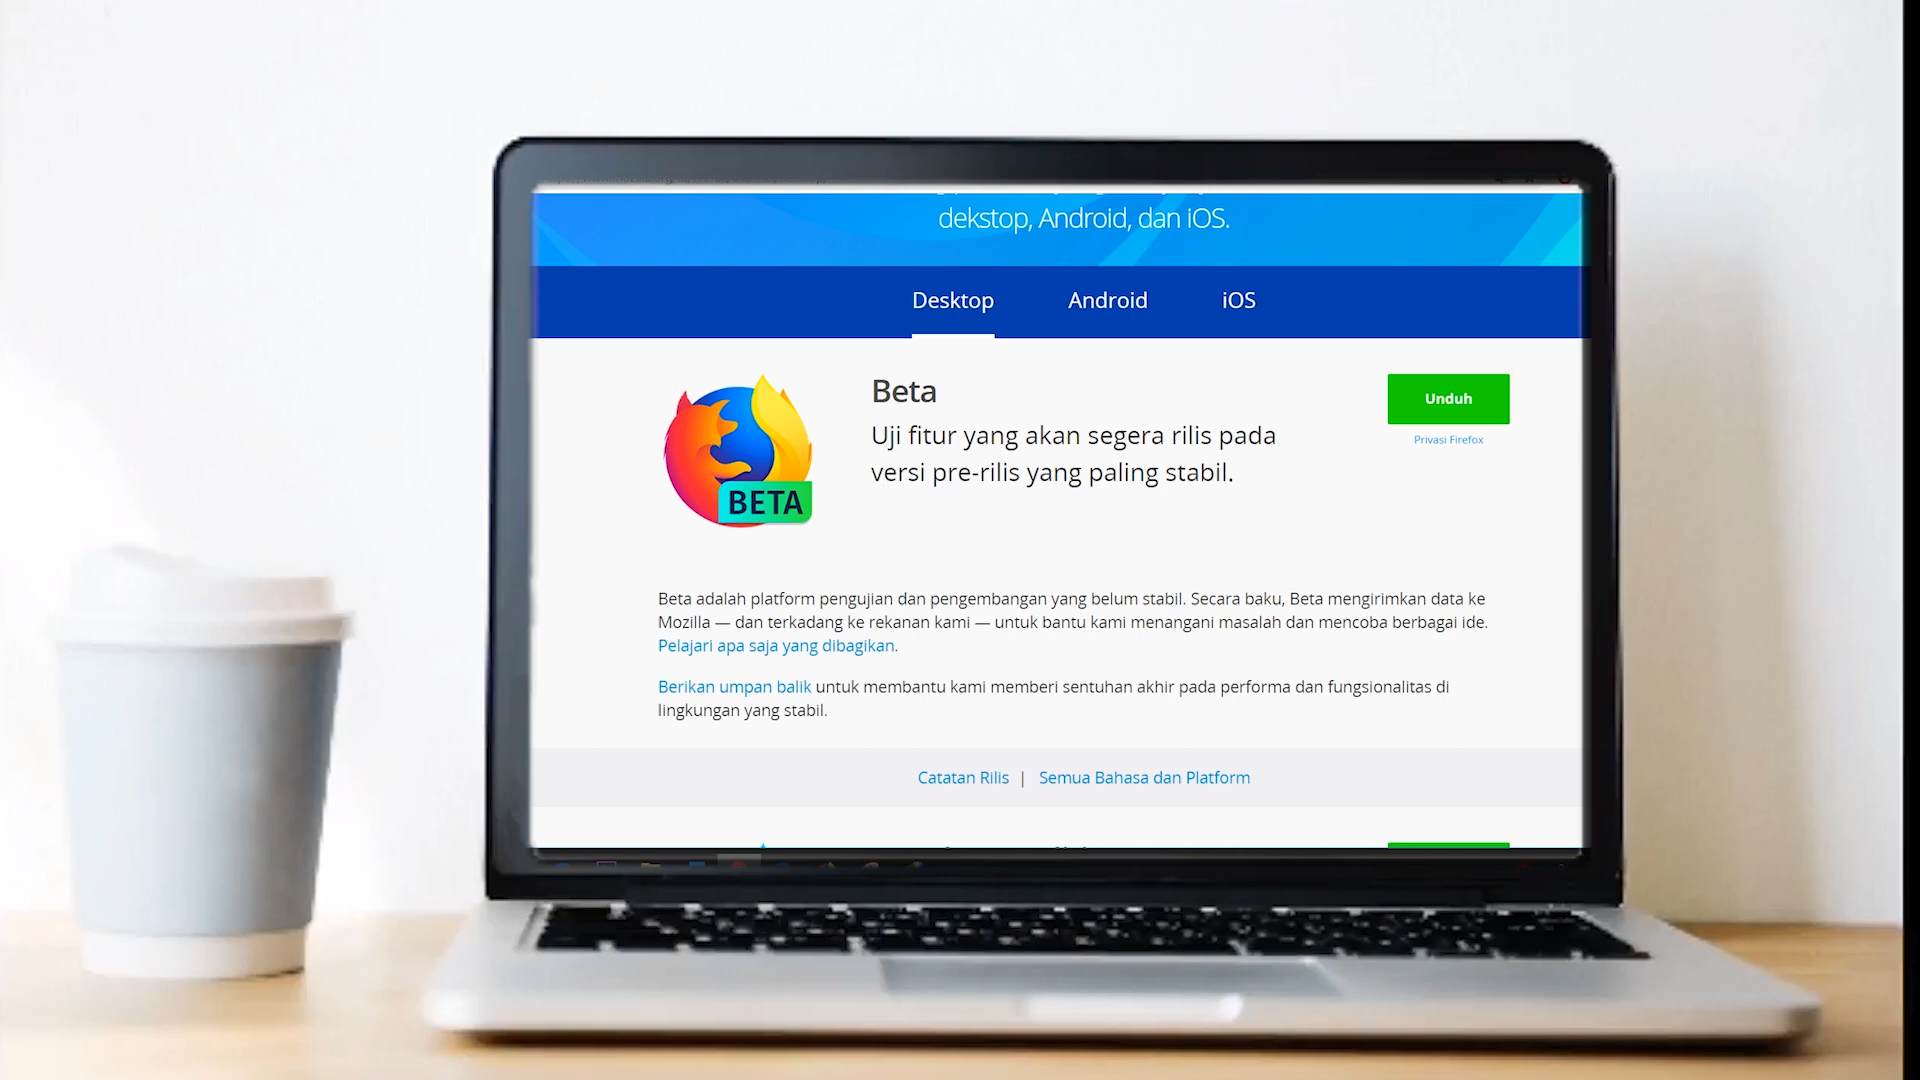 dekstop, Android, dan iOS.
Desktop Android iOS
Beta
Unduh
Uji fitur yang akan segera rilis pada
Privasi Firefox
versi pre-rilis yang paling stabil.
BETA
Beta adalah platform pengujian dan pengembangan yang belum stabil. Secara baku, Beta mengirimkan data ke
Mozilla — dan terkadang ke rekanan kami — untuk bantu kami menangani masalah dan mencoba berbagai ide.
Pelajari apa saja yang dibagikan.
Berikan umpan balik untuk membantu kami memberi sentuhan akhir pada performa dan fungsionalitas di
lingkungan yang stabil.
Catatan Rilis | Semua Bahasa dan Platform